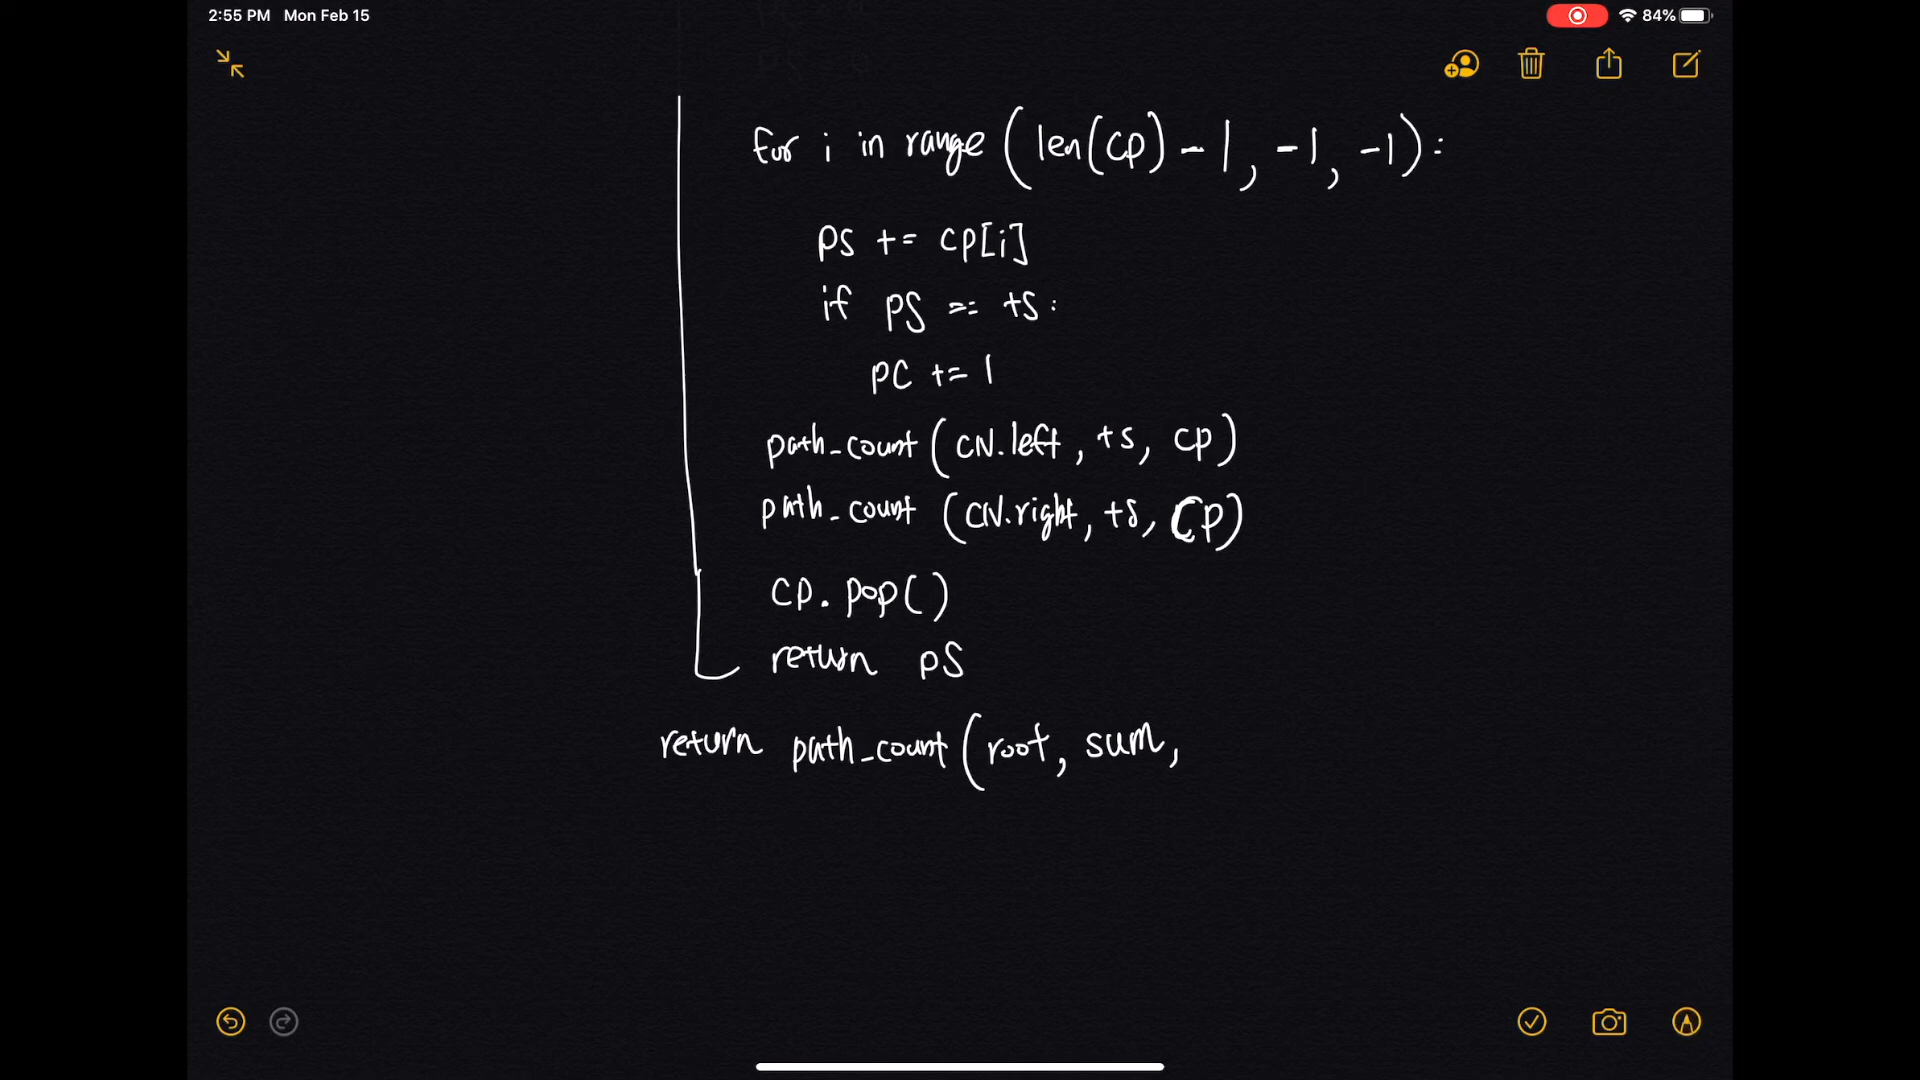 2:55 PM Mon Feb 15
84%
for i in range (len(cp) - 1, -1, -1):
ps += cp[i]
if ps == ts:
pc += 1
path_count (CN.left, ts, cp)
path_count (CN.right, ts, cp)
cp.pop()
return ps
return path_count (root, sum,